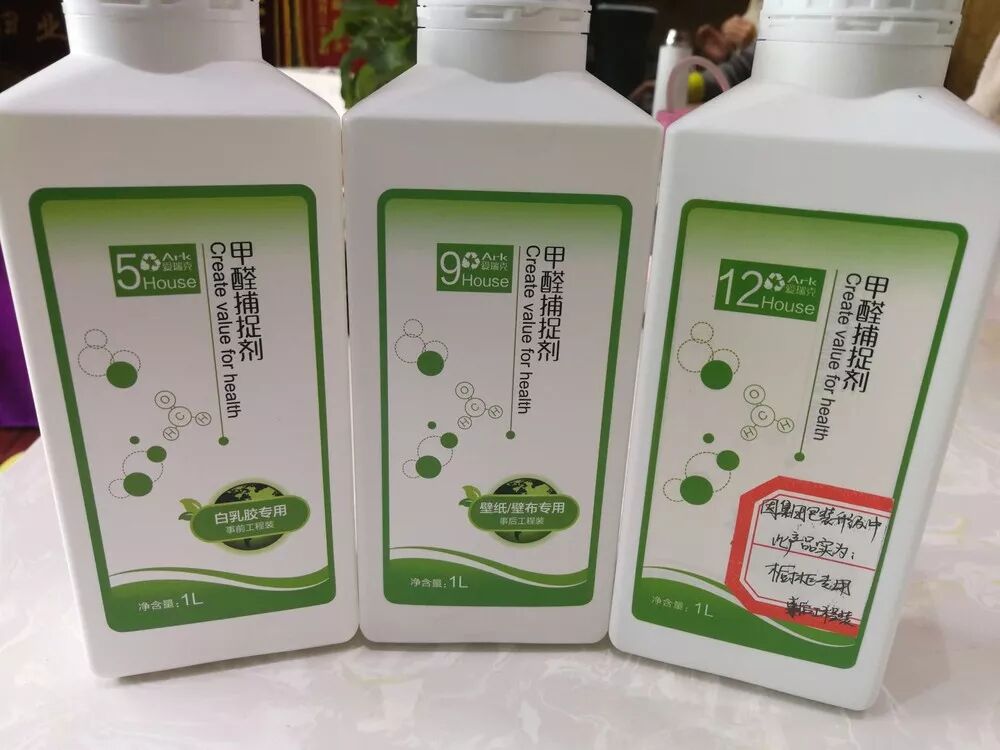 5
Ark
爱瑞克
House
甲醛捕捉剂
Create value for health
O
C
H
H
白乳胶专用
事前工程装
净含量：1L
9
Ark
爱瑞克
House
甲醛捕捉剂
Create value for health
O
C
H
H
壁纸/壁布专用
事后工程装
净含量：1L
12
Ark
爱瑞克
House
甲醛捕捉剂
Create value for health
O
C
H
H
因集团包装升级中
此产品实为：
橱柜专用
事后工程装
净含量：1L